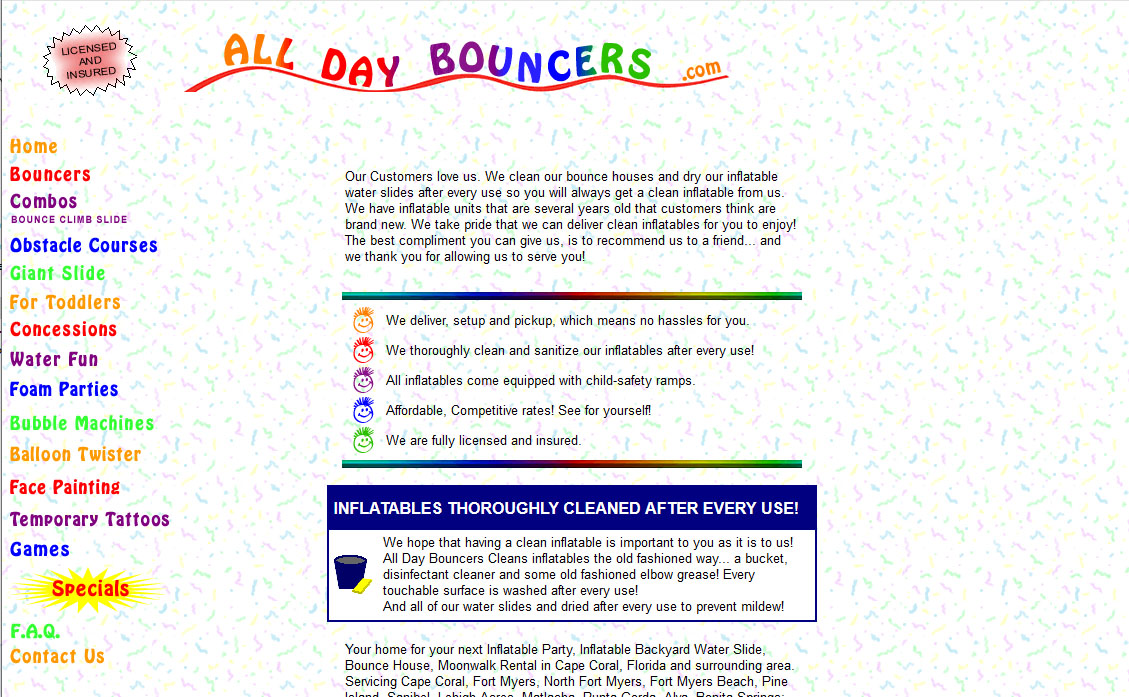 LICENSED
AND
INSURED
ALL DAY BOUNCERS .com
Home
Bouncers
Combos
BOUNCE CLIMB SLIDE
Obstacle Courses
Giant Slide
For Toddlers
Concessions
Water Fun
Foam Parties
Bubble Machines
Balloon Twister
Face Painting
Temporary Tattoos
Games
Specials
F.A.Q.
Contact Us
Our Customers love us. We clean our bounce houses and dry our inflatable
water slides after every use so you will always get a clean inflatable from us.
We have inflatable units that are several years old that customers think are
brand new. We take pride that we can deliver clean inflatables for you to enjoy!
The best compliment you can give us, is to recommend us to a friend... and
we thank you for allowing us to serve you!
We deliver, setup and pickup, which means no hassles for you.
We thoroughly clean and sanitize our inflatables after every use!
All inflatables come equipped with child-safety ramps.
Affordable, Competitive rates! See for yourself!
We are fully licensed and insured.
INFLATABLES THOROUGHLY CLEANED AFTER EVERY USE!
We hope that having a clean inflatable is important to you as it is to us!
All Day Bouncers Cleans inflatables the old fashioned way... a bucket,
disinfectant cleaner and some old fashioned elbow grease! Every
touchable surface is washed after every use!
And all of our water slides and dried after every use to prevent mildew!
Your home for your next Inflatable Party, Inflatable Backyard Water Slide,
Bounce House, Moonwalk Rental in Cape Coral, Florida and surrounding area.
Servicing Cape Coral, Fort Myers, North Fort Myers, Fort Myers Beach, Pine
Island, Sanibel, Lehigh Acres, Matlacha, Punta Gorda, Alva, Bonita Springs;